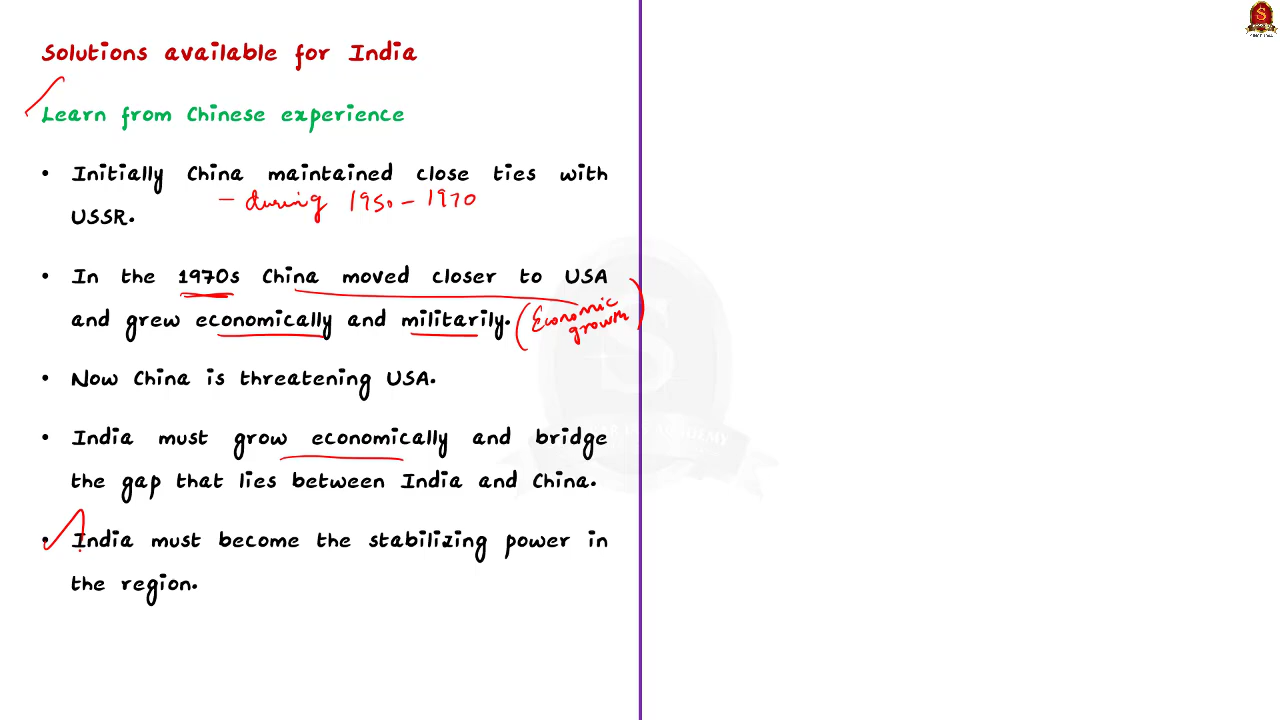 Solutions available for India
Learn from Chinese experience
• Initially China maintained close ties with
- during 1950 - 1970
USSR.
• In the 1970s China moved closer to USA
and grew economically and militarily. (Economic
growth)
• Now China is threatening USA.
• India must grow economically and bridge
the gap that lies between India and China.
• India must become the stabilizing power in
the region.